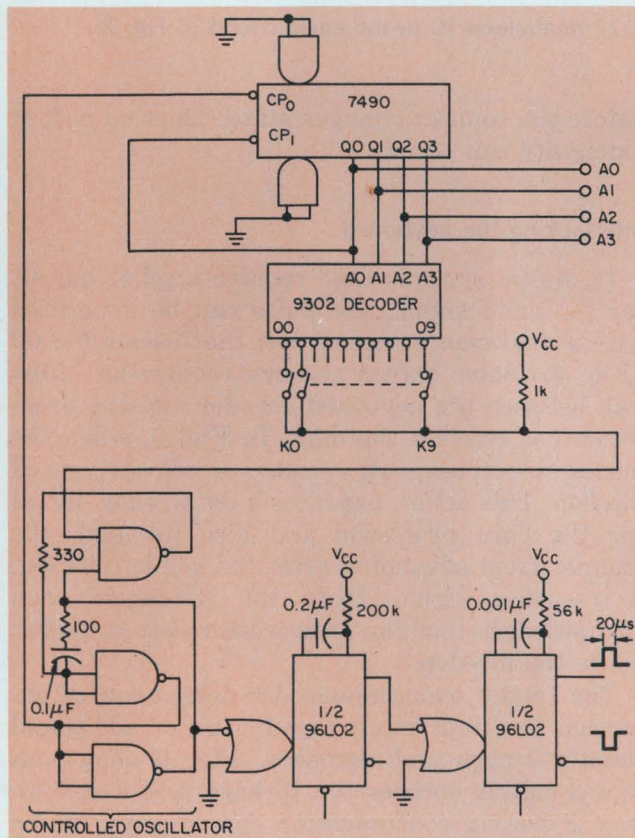 CP0
7490
CP1
Q0 Q1 Q2 Q3
A0
A1
A2
A3
A0 A1 A2 A3
9302 DECODER
00
09
VCC
1k
K0
K9
330
100
0.1µF
VCC
0.2µF
200k
1/2
96L02
VCC
0.001µF
56k
20µs
1/2
96L02
CONTROLLED OSCILLATOR